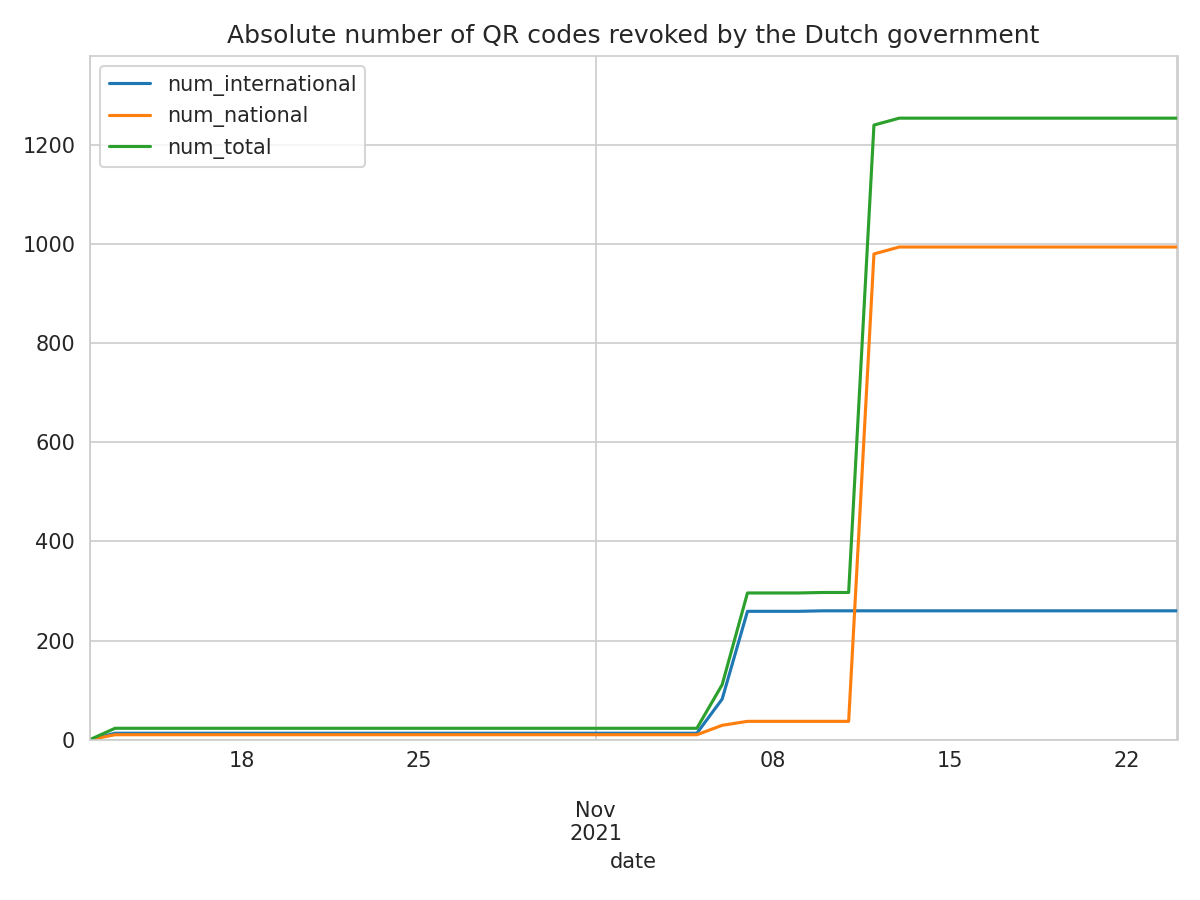 Absolute number of QR codes revoked by the Dutch government
num_international
num_national
num_total
1200
1000
800
600
400
200
0
18
25
08
15
22
Nov
2021
date